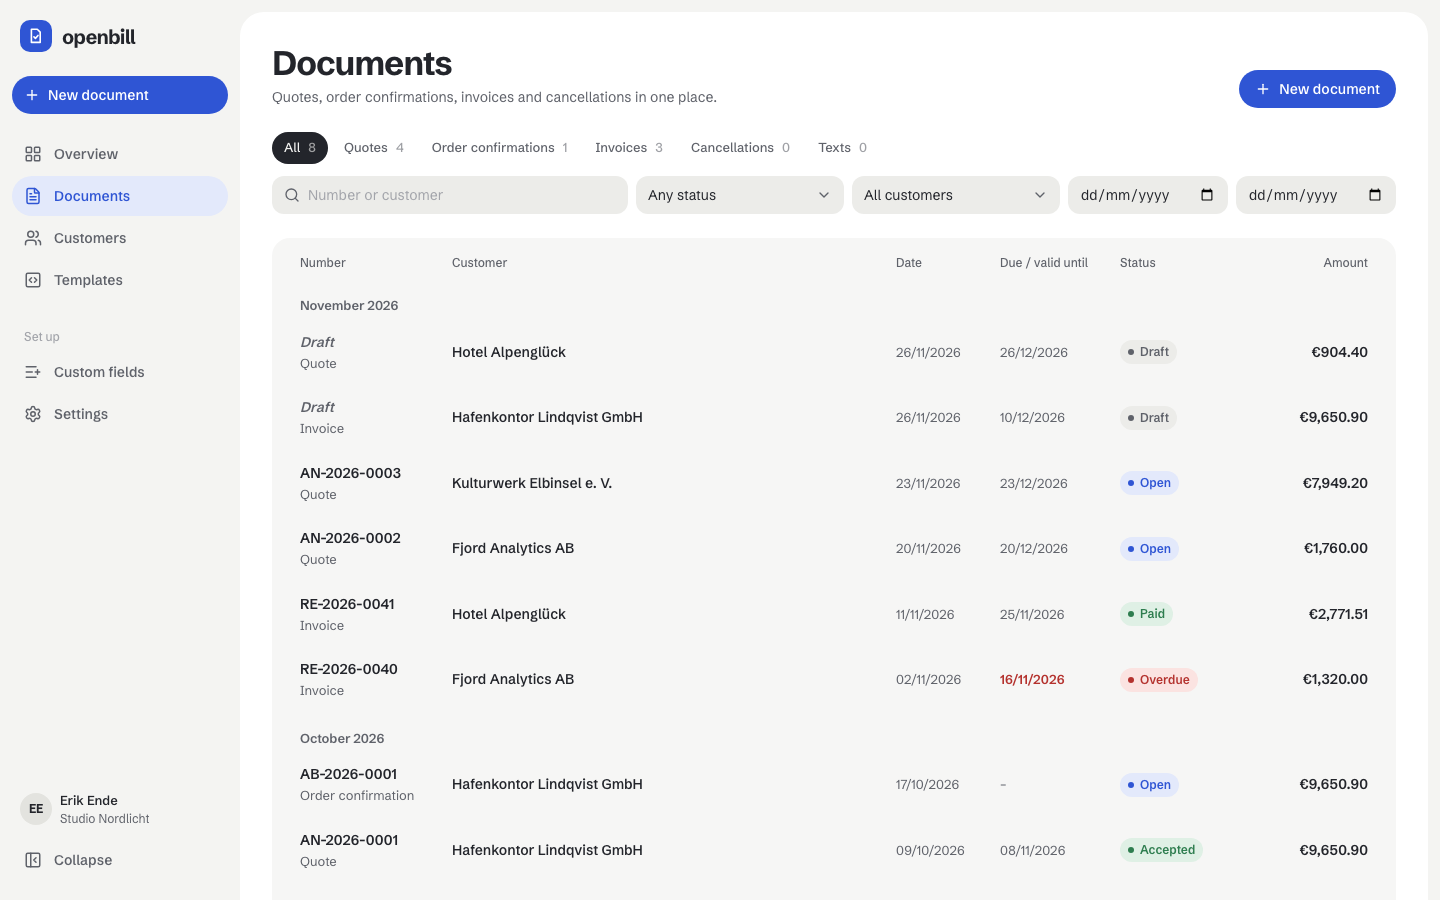 openbill
New document
Overview
Documents
Customers
Templates
Set up
Custom fields
Settings
EE
Erik Ende
Studio Nordlicht
Collapse
Documents
Quotes, order confirmations, invoices and cancellations in one place.
New document
All 8 Quotes 4 Order confirmations 1 Invoices 3 Cancellations 0 Texts 0
Number or customer Any status All customers dd/mm/yyyy dd/mm/yyyy
Number Customer Date Due / valid until Status Amount
November 2026
Draft
Quote
Hotel Alpenglück 26/11/2026 26/12/2026 Draft €904.40
Draft
Invoice
Hafenkontor Lindqvist GmbH 26/11/2026 10/12/2026 Draft €9,650.90
AN-2026-0003
Quote
Kulturwerk Elbinsel e. V. 23/11/2026 23/12/2026 Open €7,949.20
AN-2026-0002
Quote
Fjord Analytics AB 20/11/2026 20/12/2026 Open €1,760.00
RE-2026-0041
Invoice
Hotel Alpenglück 11/11/2026 25/11/2026 Paid €2,771.51
RE-2026-0040
Invoice
Fjord Analytics AB 02/11/2026 16/11/2026 Overdue €1,320.00
October 2026
AB-2026-0001
Order confirmation
Hafenkontor Lindqvist GmbH 17/10/2026 – Open €9,650.90
AN-2026-0001
Quote
Hafenkontor Lindqvist GmbH 09/10/2026 08/11/2026 Accepted €9,650.90